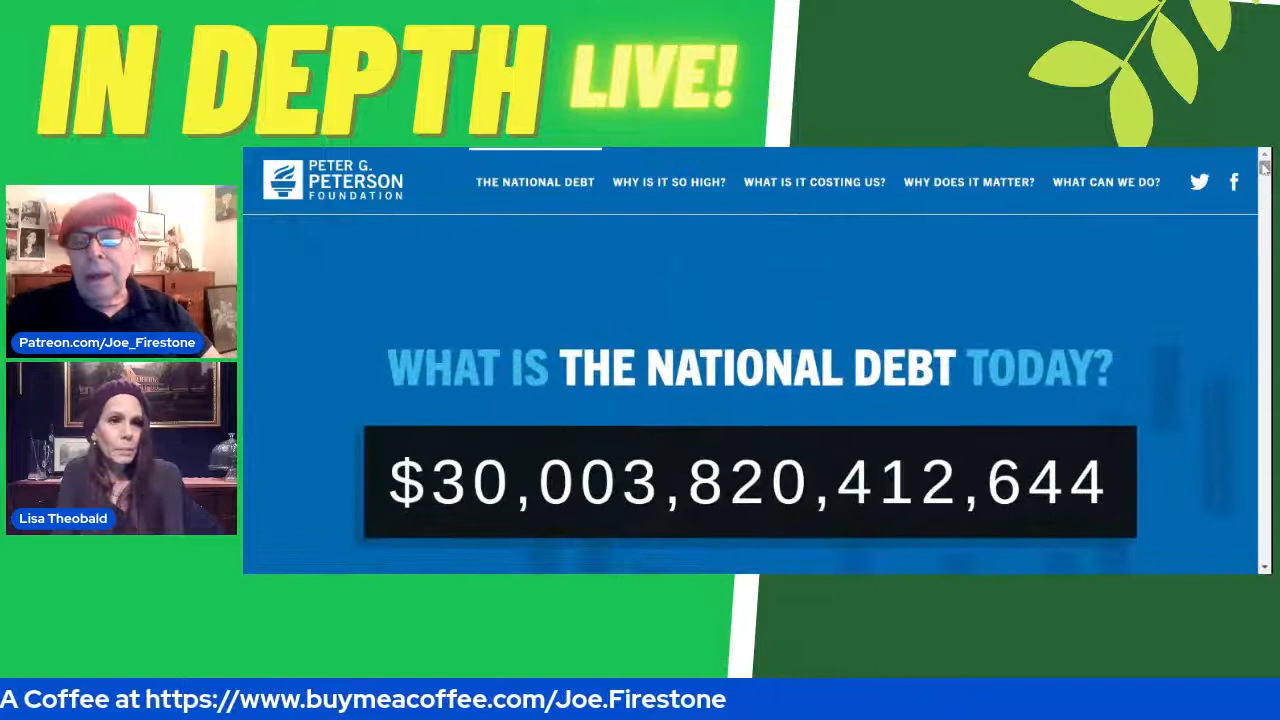 IN DEPTH LIVE!
PETER G.
PETERSON
FOUNDATION
THE NATIONAL DEBT WHY IS IT SO HIGH? WHAT IS IT COSTING US? WHY DOES IT MATTER? WHAT CAN WE DO?
WHAT IS THE NATIONAL DEBT TODAY?
$30,003,820,412,644
Patreon.com/Joe_Firestone
Lisa Theobald
A Coffee at https://www.buymeacoffee.com/Joe.Firestone